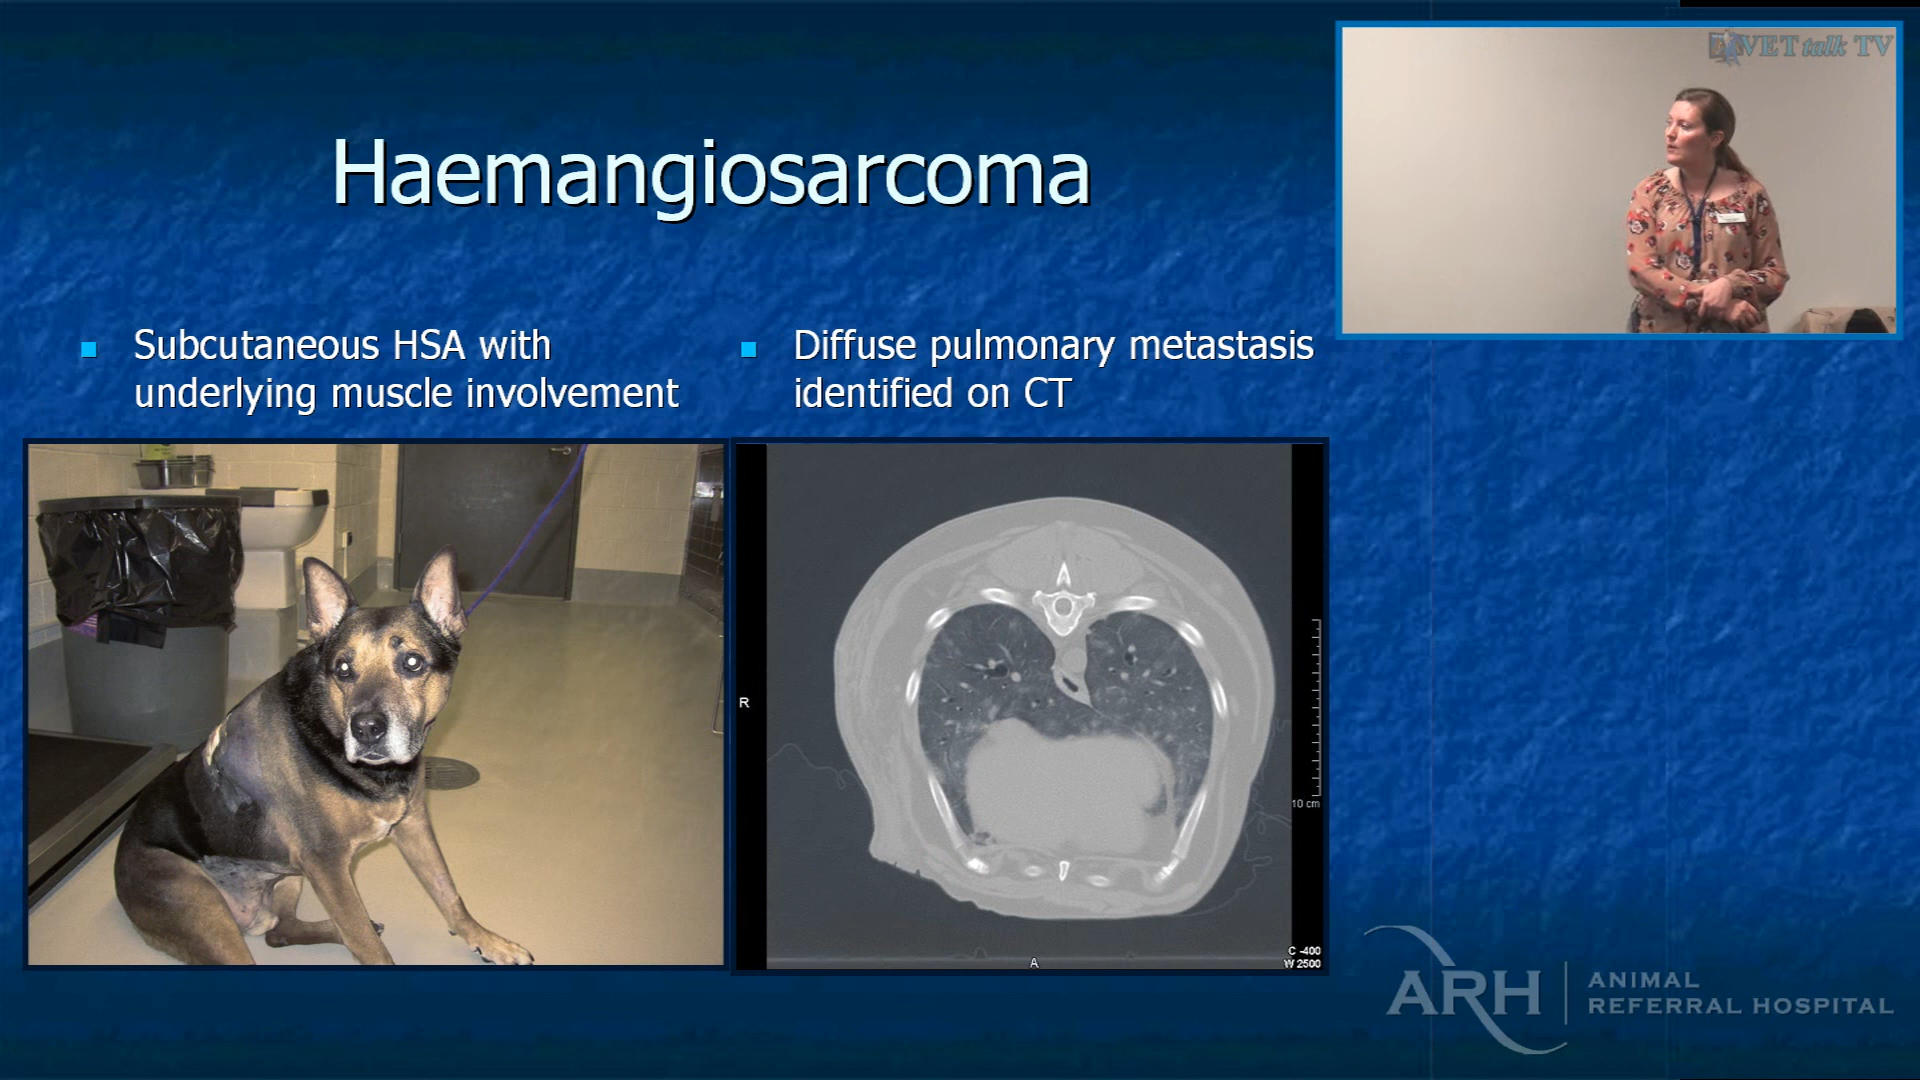 VET talk TV
Haemangiosarcoma
Subcutaneous HSA with
underlying muscle involvement
Diffuse pulmonary metastasis
identified on CT
R
10 cm
C -400
W 2500
A
ARH
ANIMAL
REFERRAL HOSPITAL